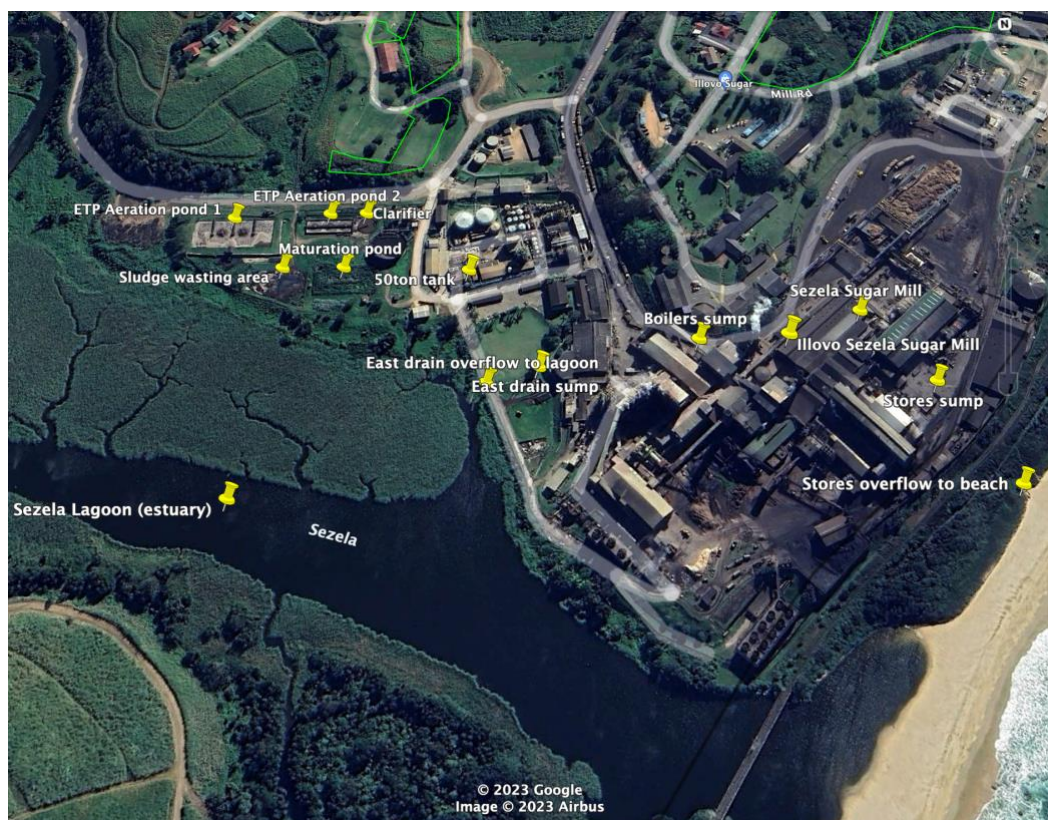 N
Illovo Sugar
Mill Rd
ETP Aeration pond 2
ETP Aeration pond 1
Clarifier
Maturation pond
Sludge wasting area
50ton tank
Sezela Sugar Mill
Boilers sump
Illovo Sezela Sugar Mill
East drain overflow to lagoon
East drain sump
Stores sump
Stores overflow to beach
Sezela Lagoon (estuary)
Sezela
© 2023 Google
Image © 2023 Airbus